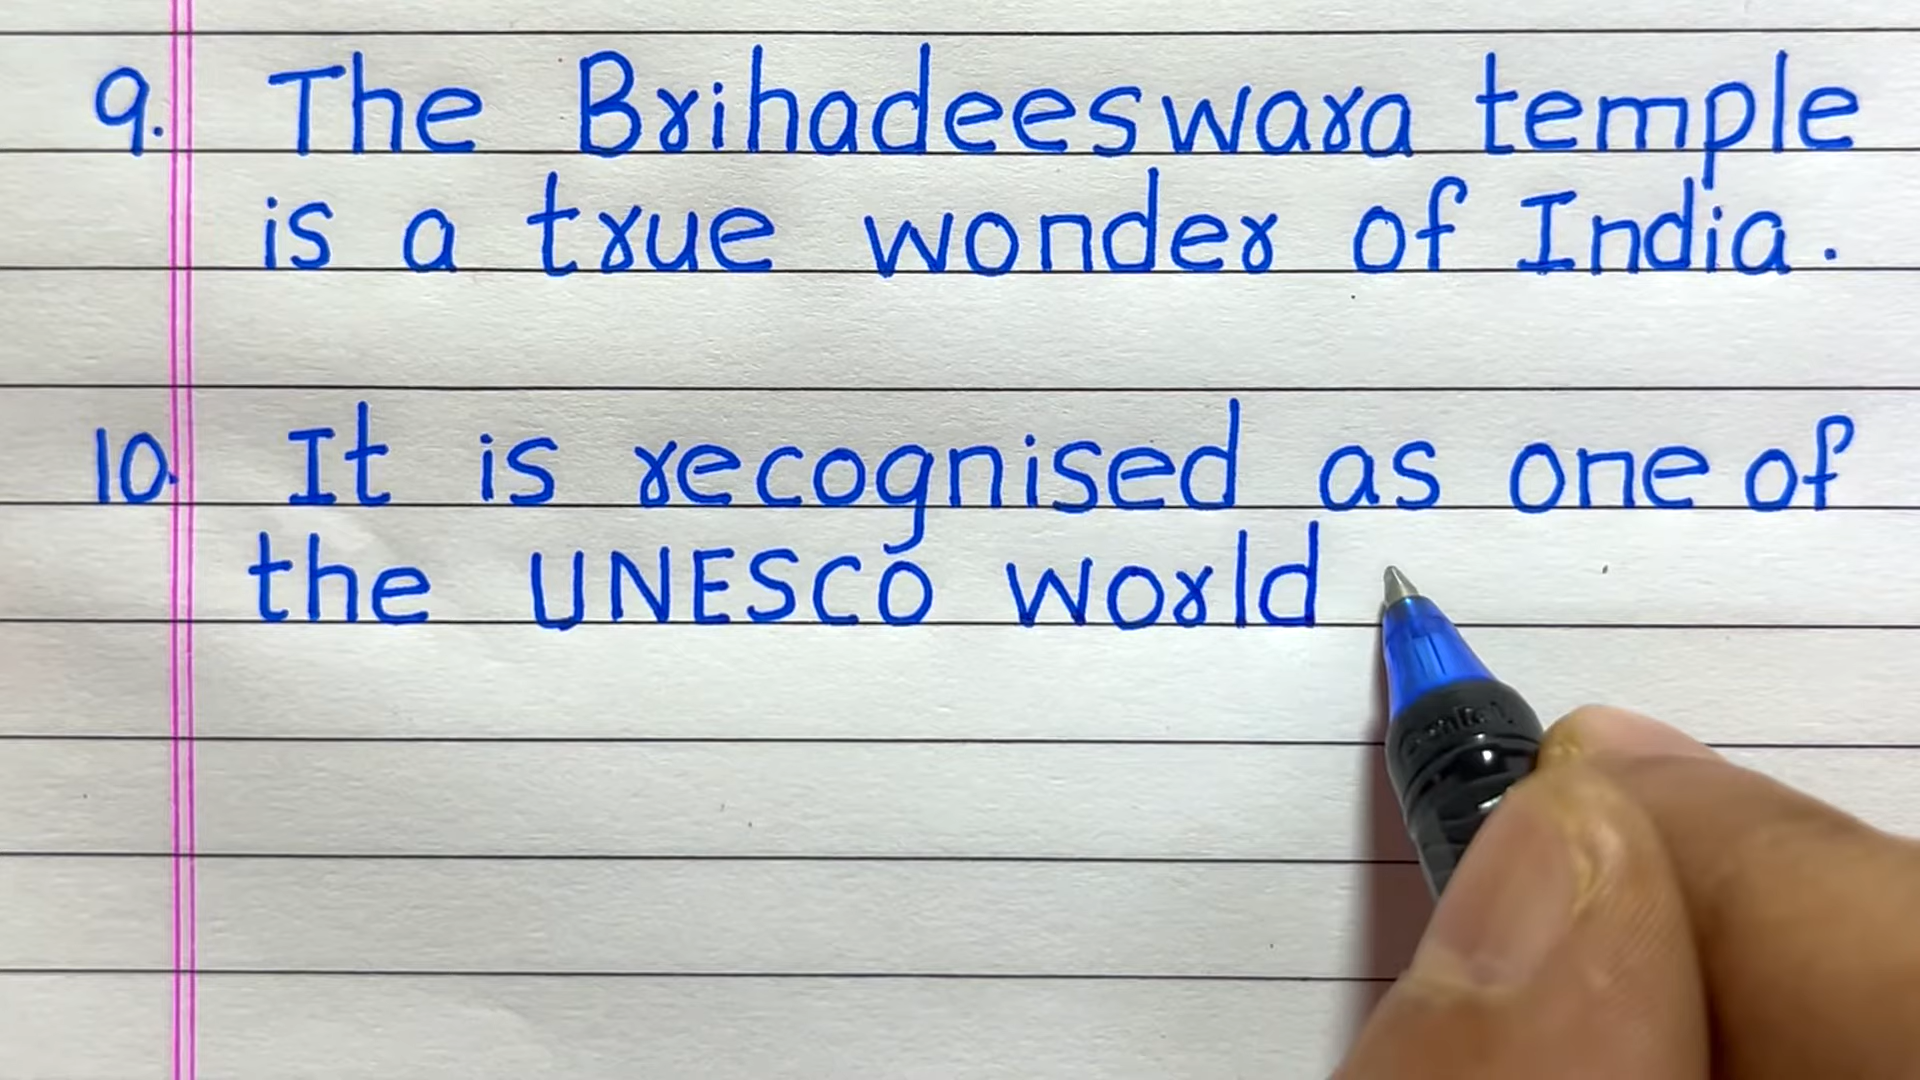 9. The Brihadeeswara temple
is a true wonder of India.
10. It is recognised as one of
the UNESCO world